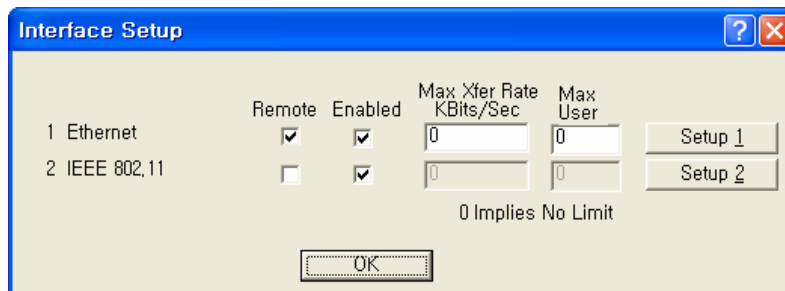 Interface Setup
Remote Enabled Max Xfer Rate KBits/Sec Max User
1 Ethernet 0 0 Setup 1
2 IEEE 802,11 0 0 Setup 2
0 Implies No Limit
OK